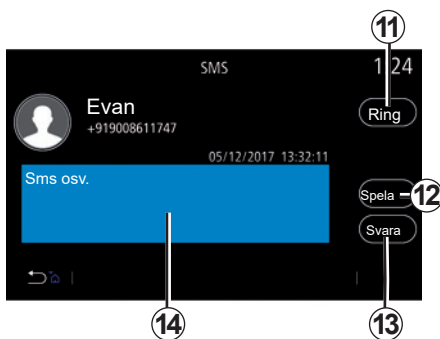 11
SMS 1 24
Evan
+919008611747
Ring
05/12/2017 13:32:11
Sms osv.
Spela 12
Svara
14 13